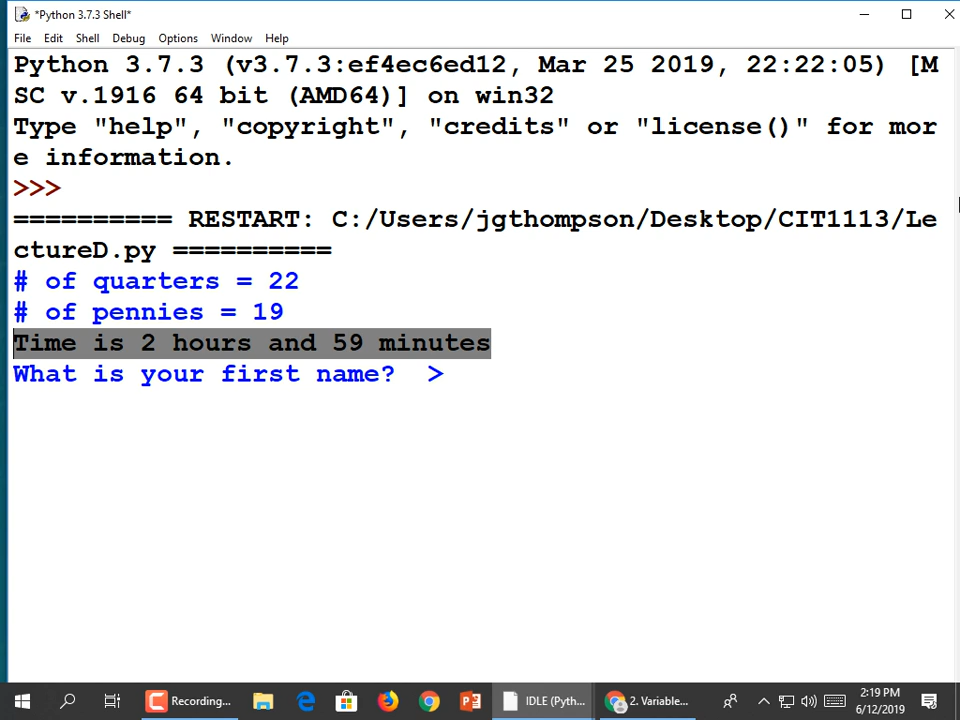 *Python 3.7.3 Shell*
File Edit Shell Debug Options Window Help
Python 3.7.3 (v3.7.3:ef4ec6ed12, Mar 25 2019, 22:22:05) [M
SC v.1916 64 bit (AMD64)] on win32
Type "help", "copyright", "credits" or "license()" for mor
e information.
>>>
========== RESTART: C:/Users/jgthompson/Desktop/CIT1113/Le
ctureD.py ==========
# of quarters = 22
# of pennies = 19
Time is 2 hours and 59 minutes
What is your first name?  >
Recording... IDLE (Pyth... 2. Variable... 2:19 PM
6/12/2019